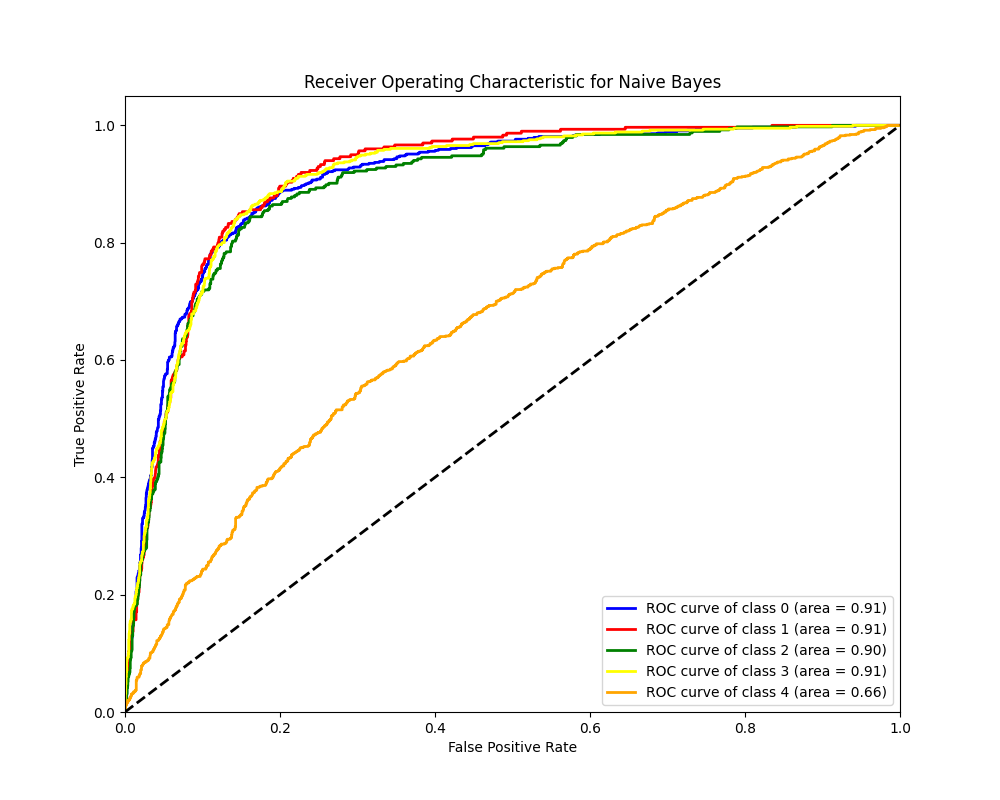 Receiver Operating Characteristic for Naive Bayes
True Positive Rate
1.0
0.8
0.6
0.4
0.2
0.0
ROC curve of class 0 (area = 0.91)
ROC curve of class 1 (area = 0.91)
ROC curve of class 2 (area = 0.90)
ROC curve of class 3 (area = 0.91)
ROC curve of class 4 (area = 0.66)
0.0 0.2 0.4 0.6 0.8 1.0
False Positive Rate